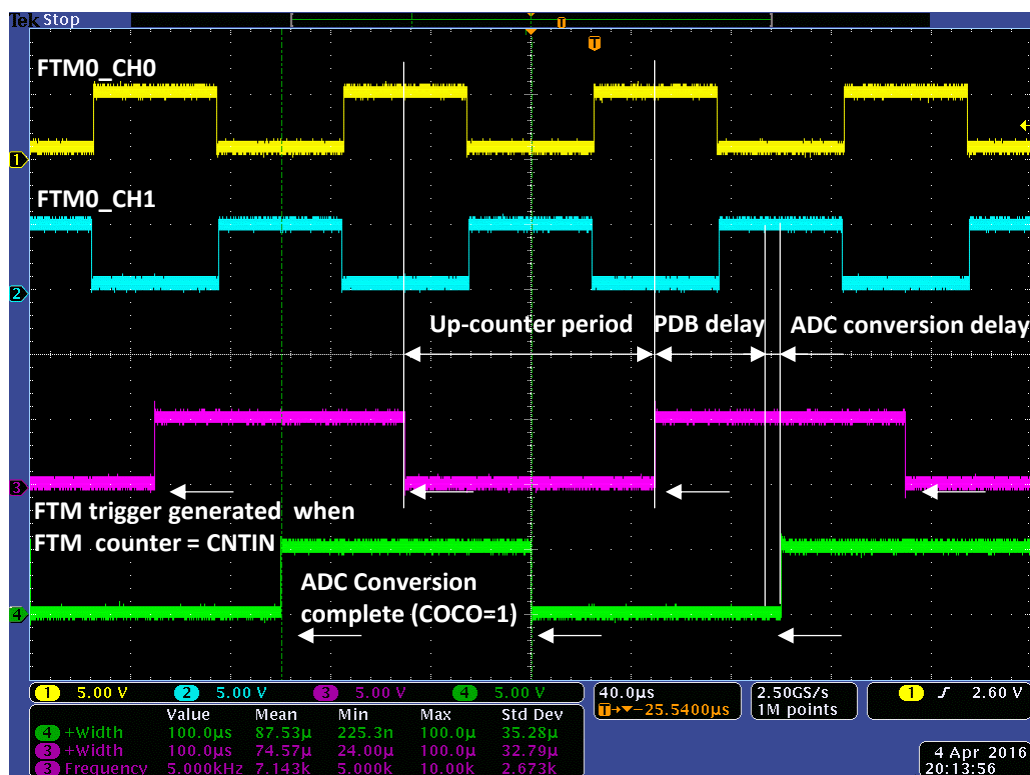 Tek Stop
T
T
FTM0_CH0
1
FTM0_CH1
2
Up-counter period PDB delay ADC conversion delay
3
FTM trigger generated when
FTM counter = CNTIN
ADC Conversion
complete (COCO=1)
4
1 5.00 V 2 5.00 V 3 5.00 V 4 5.00 V
40.0µs
T→▼−25.5400µs
2.50GS/s
1M points
1 ∫ 2.60 V
Value Mean Min Max Std Dev
4 +Width 100.0µs 87.53µ 225.3n 100.0µ 35.28µ
3 +Width 100.0µs 74.57µ 24.00µ 100.0µ 32.79µ
3 Frequency 5.000kHz 7.143k 5.000k 10.00k 2.673k
4 Apr 2016
20:13:56